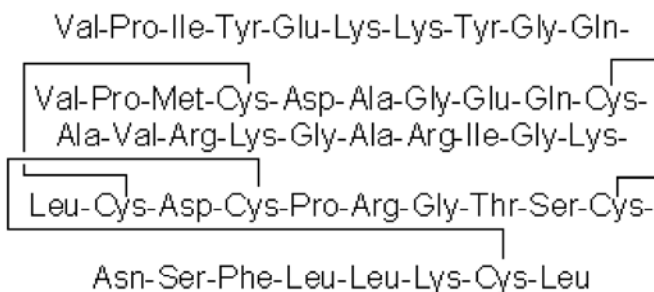 Val-Pro-Ile-Tyr-Glu-Lys-Lys-Tyr-Gly-Gln-
Val-Pro-Met-Cys-Asp-Ala-Gly-Glu-Gln-Cys-
Ala-Val-Arg-Lys-Gly-Ala-Arg-Ile-Gly-Lys-
Leu-Cys-Asp-Cys-Pro-Arg-Gly-Thr-Ser-Cys-
Asn-Ser-Phe-Leu-Leu-Lys-Cys-Leu